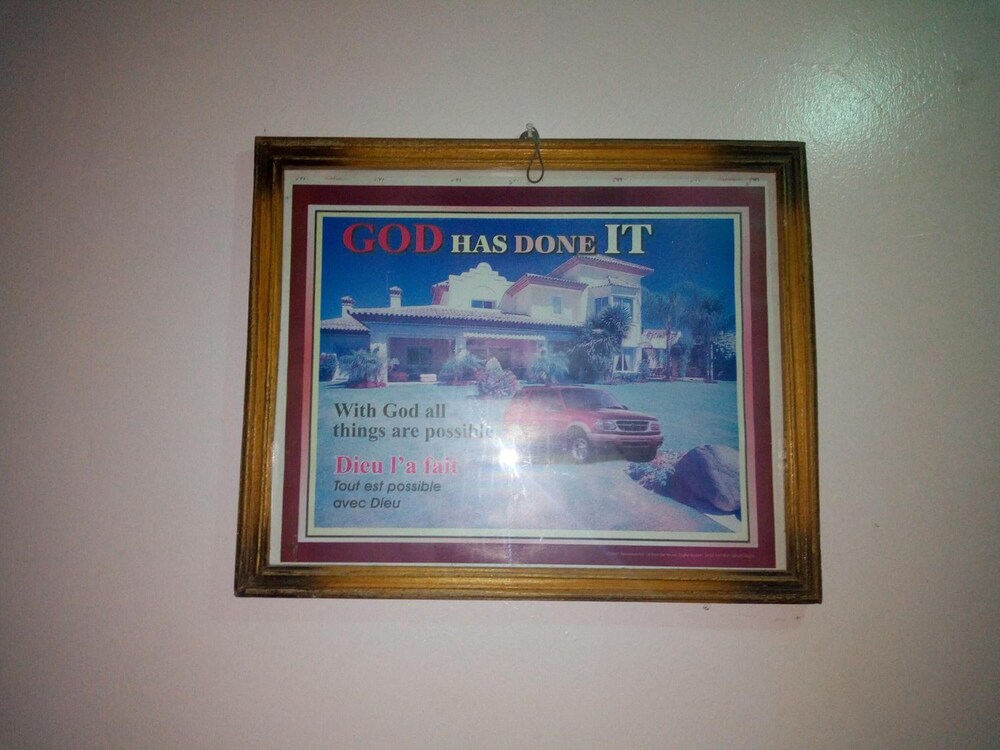 GOD HAS DONE IT
With God all
things are possible
Dieu l'a fait
Tout est possible
avec Dieu